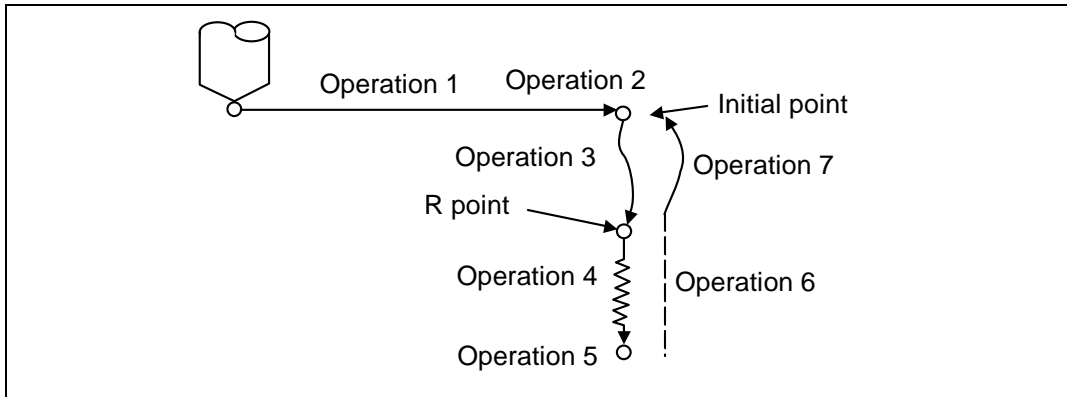 Operation 1
Operation 2
Initial point
Operation 3
Operation 7
R point
Operation 4
Operation 6
Operation 5